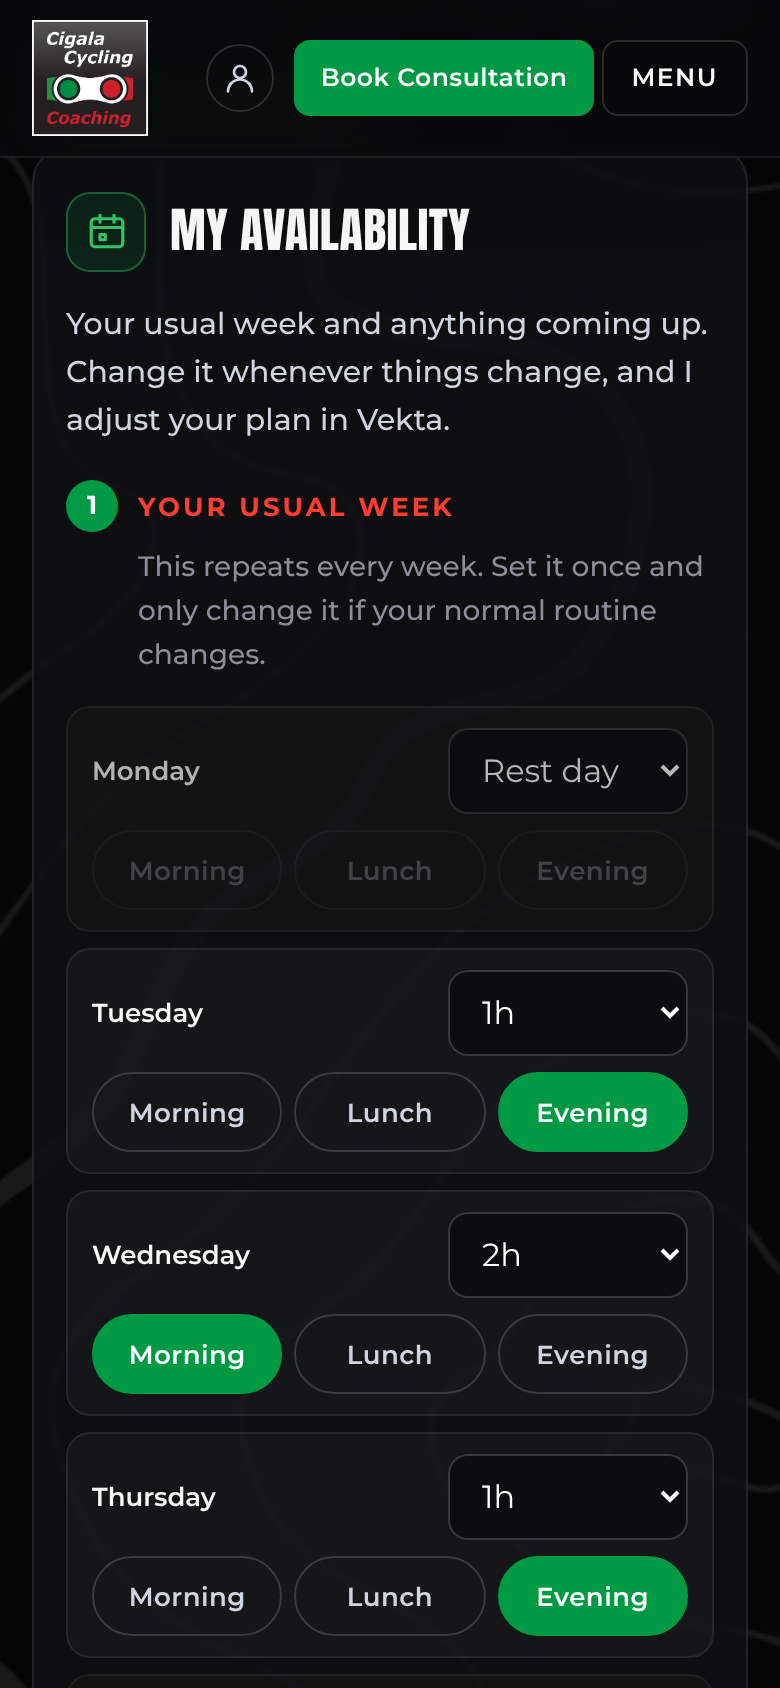 Cigala
Cycling
Coaching
Book Consultation
MENU
MY AVAILABILITY
Your usual week and anything coming up.
Change it whenever things change, and I
adjust your plan in Vekta.
1 YOUR USUAL WEEK
This repeats every week. Set it once and
only change it if your normal routine
changes.
Monday Rest day
Morning Lunch Evening
Tuesday 1h
Morning Lunch Evening
Wednesday 2h
Morning Lunch Evening
Thursday 1h
Morning Lunch Evening